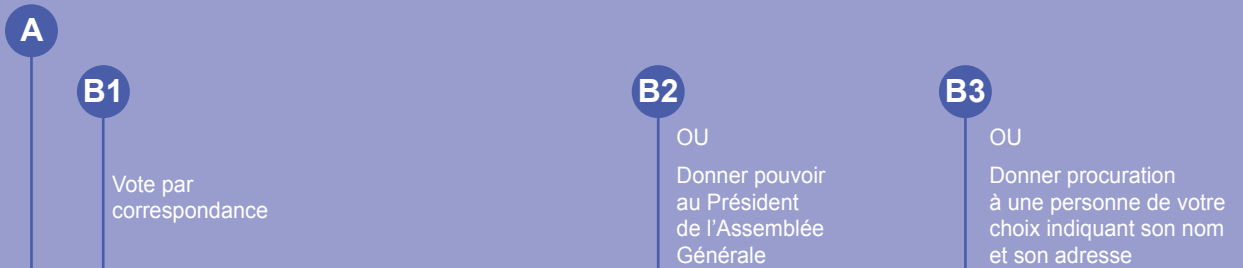 A
B1
Vote par
correspondance
B2
OU
Donner pouvoir
au Président
de l’Assemblée
Générale
B3
OU
Donner procuration
à une personne de votre
choix indiquant son nom
et son adresse